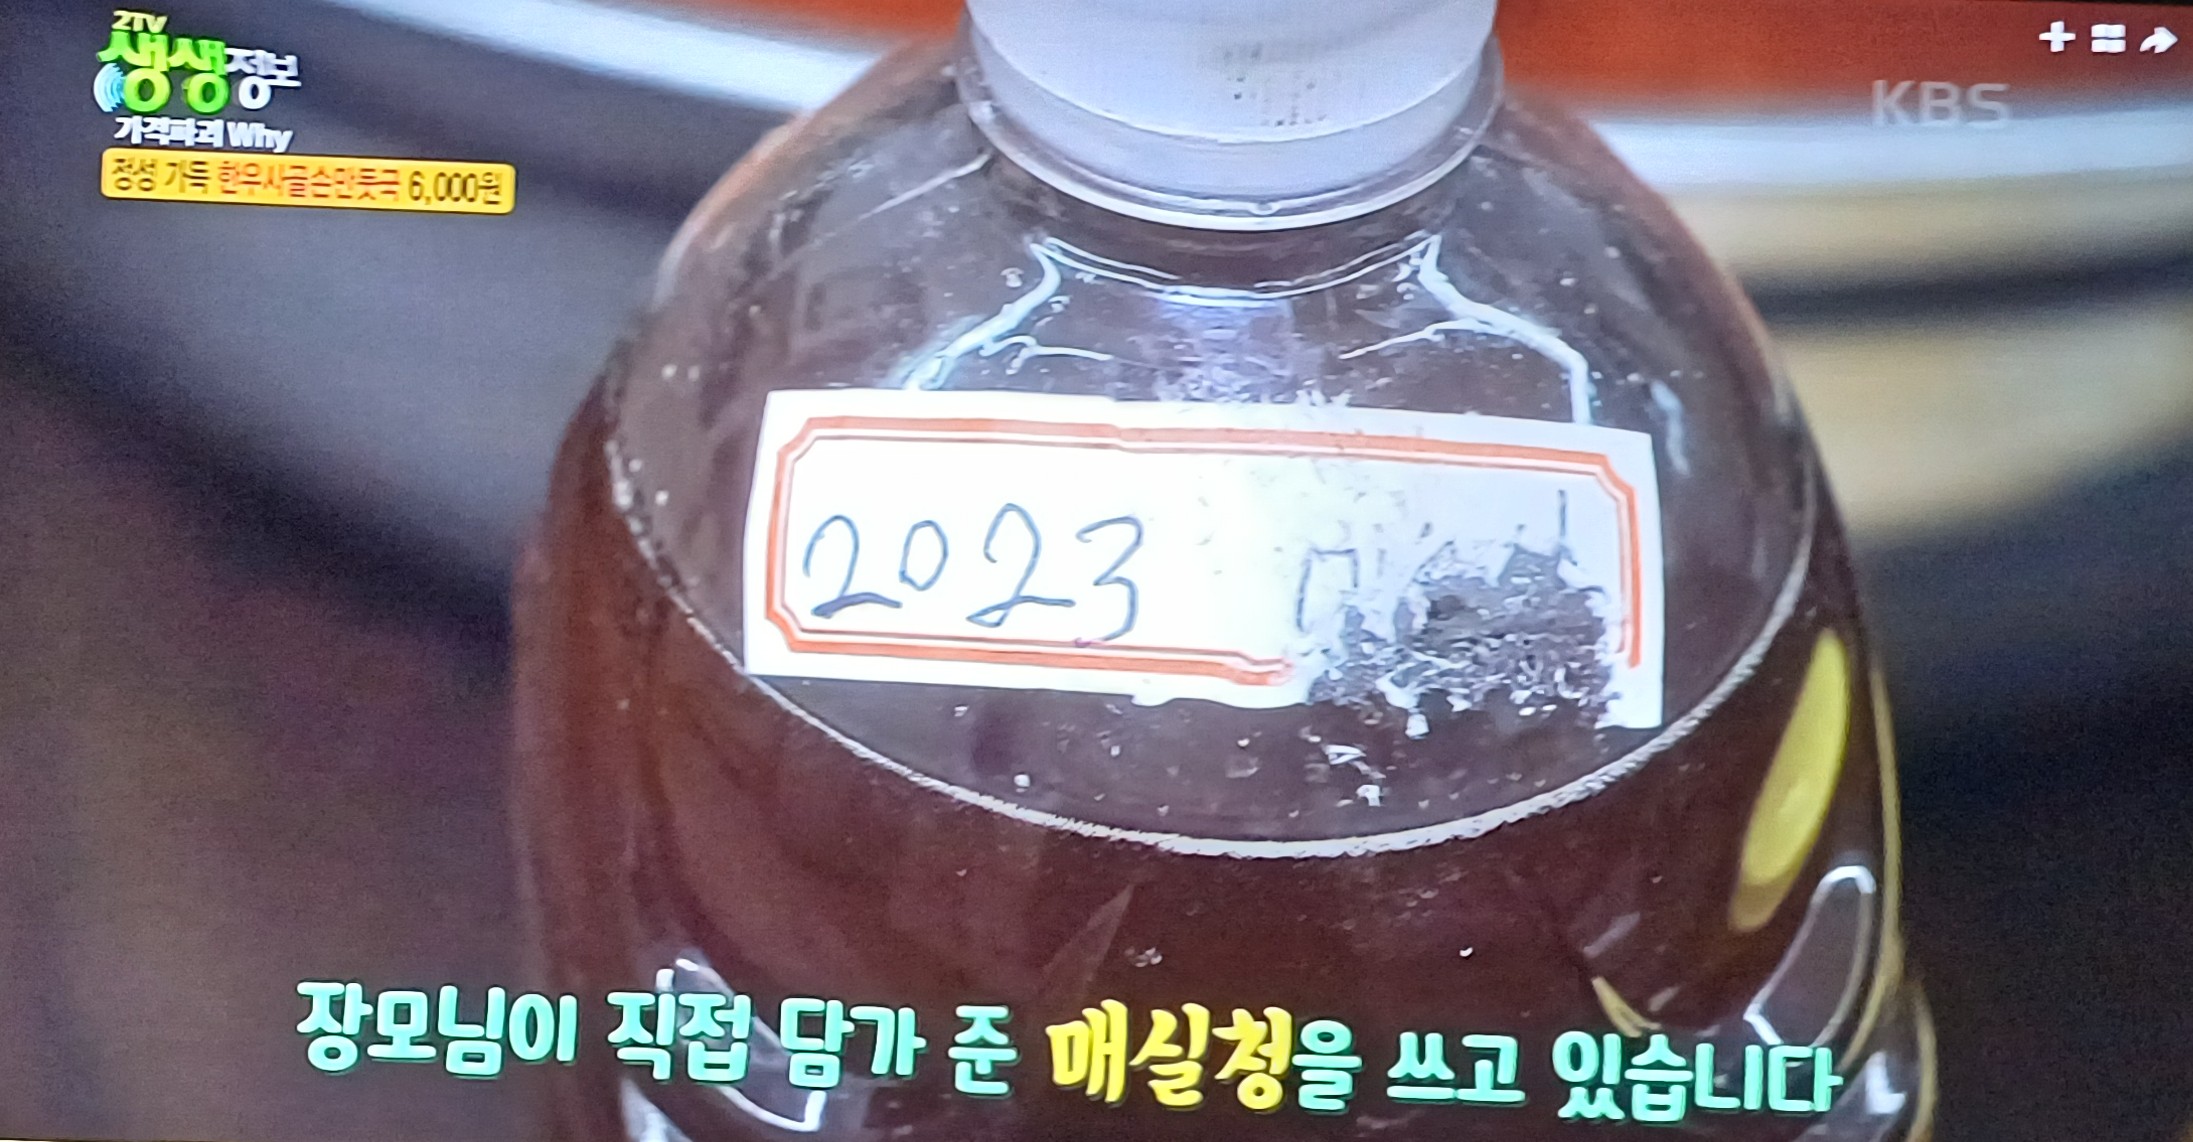 2TV
생생정보
KBS
가격파괴 Why
정성 가득 한우사골손만둣국 6,000원
2023
장모님이 직접 담가 준 매실청을 쓰고 있습니다